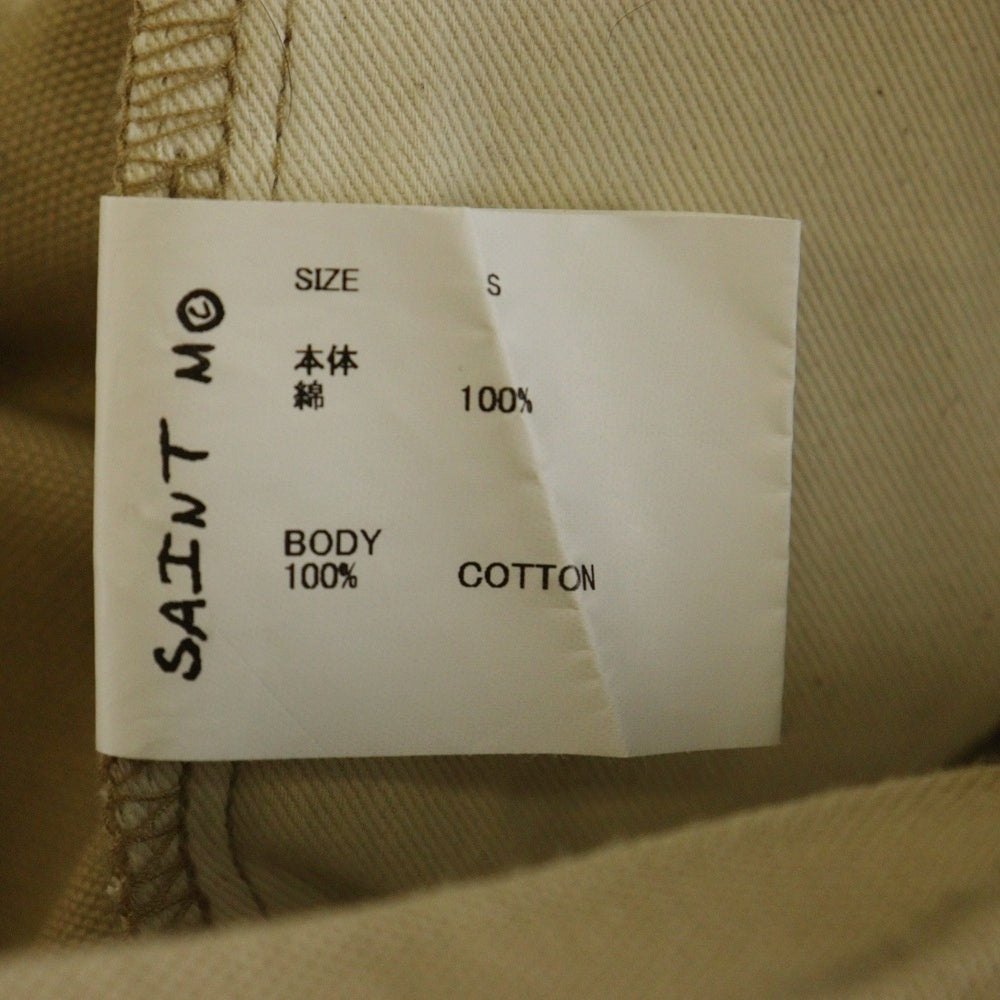 SAINT M©
SIZE S
本体
綿 100%
BODY
100% COTTON